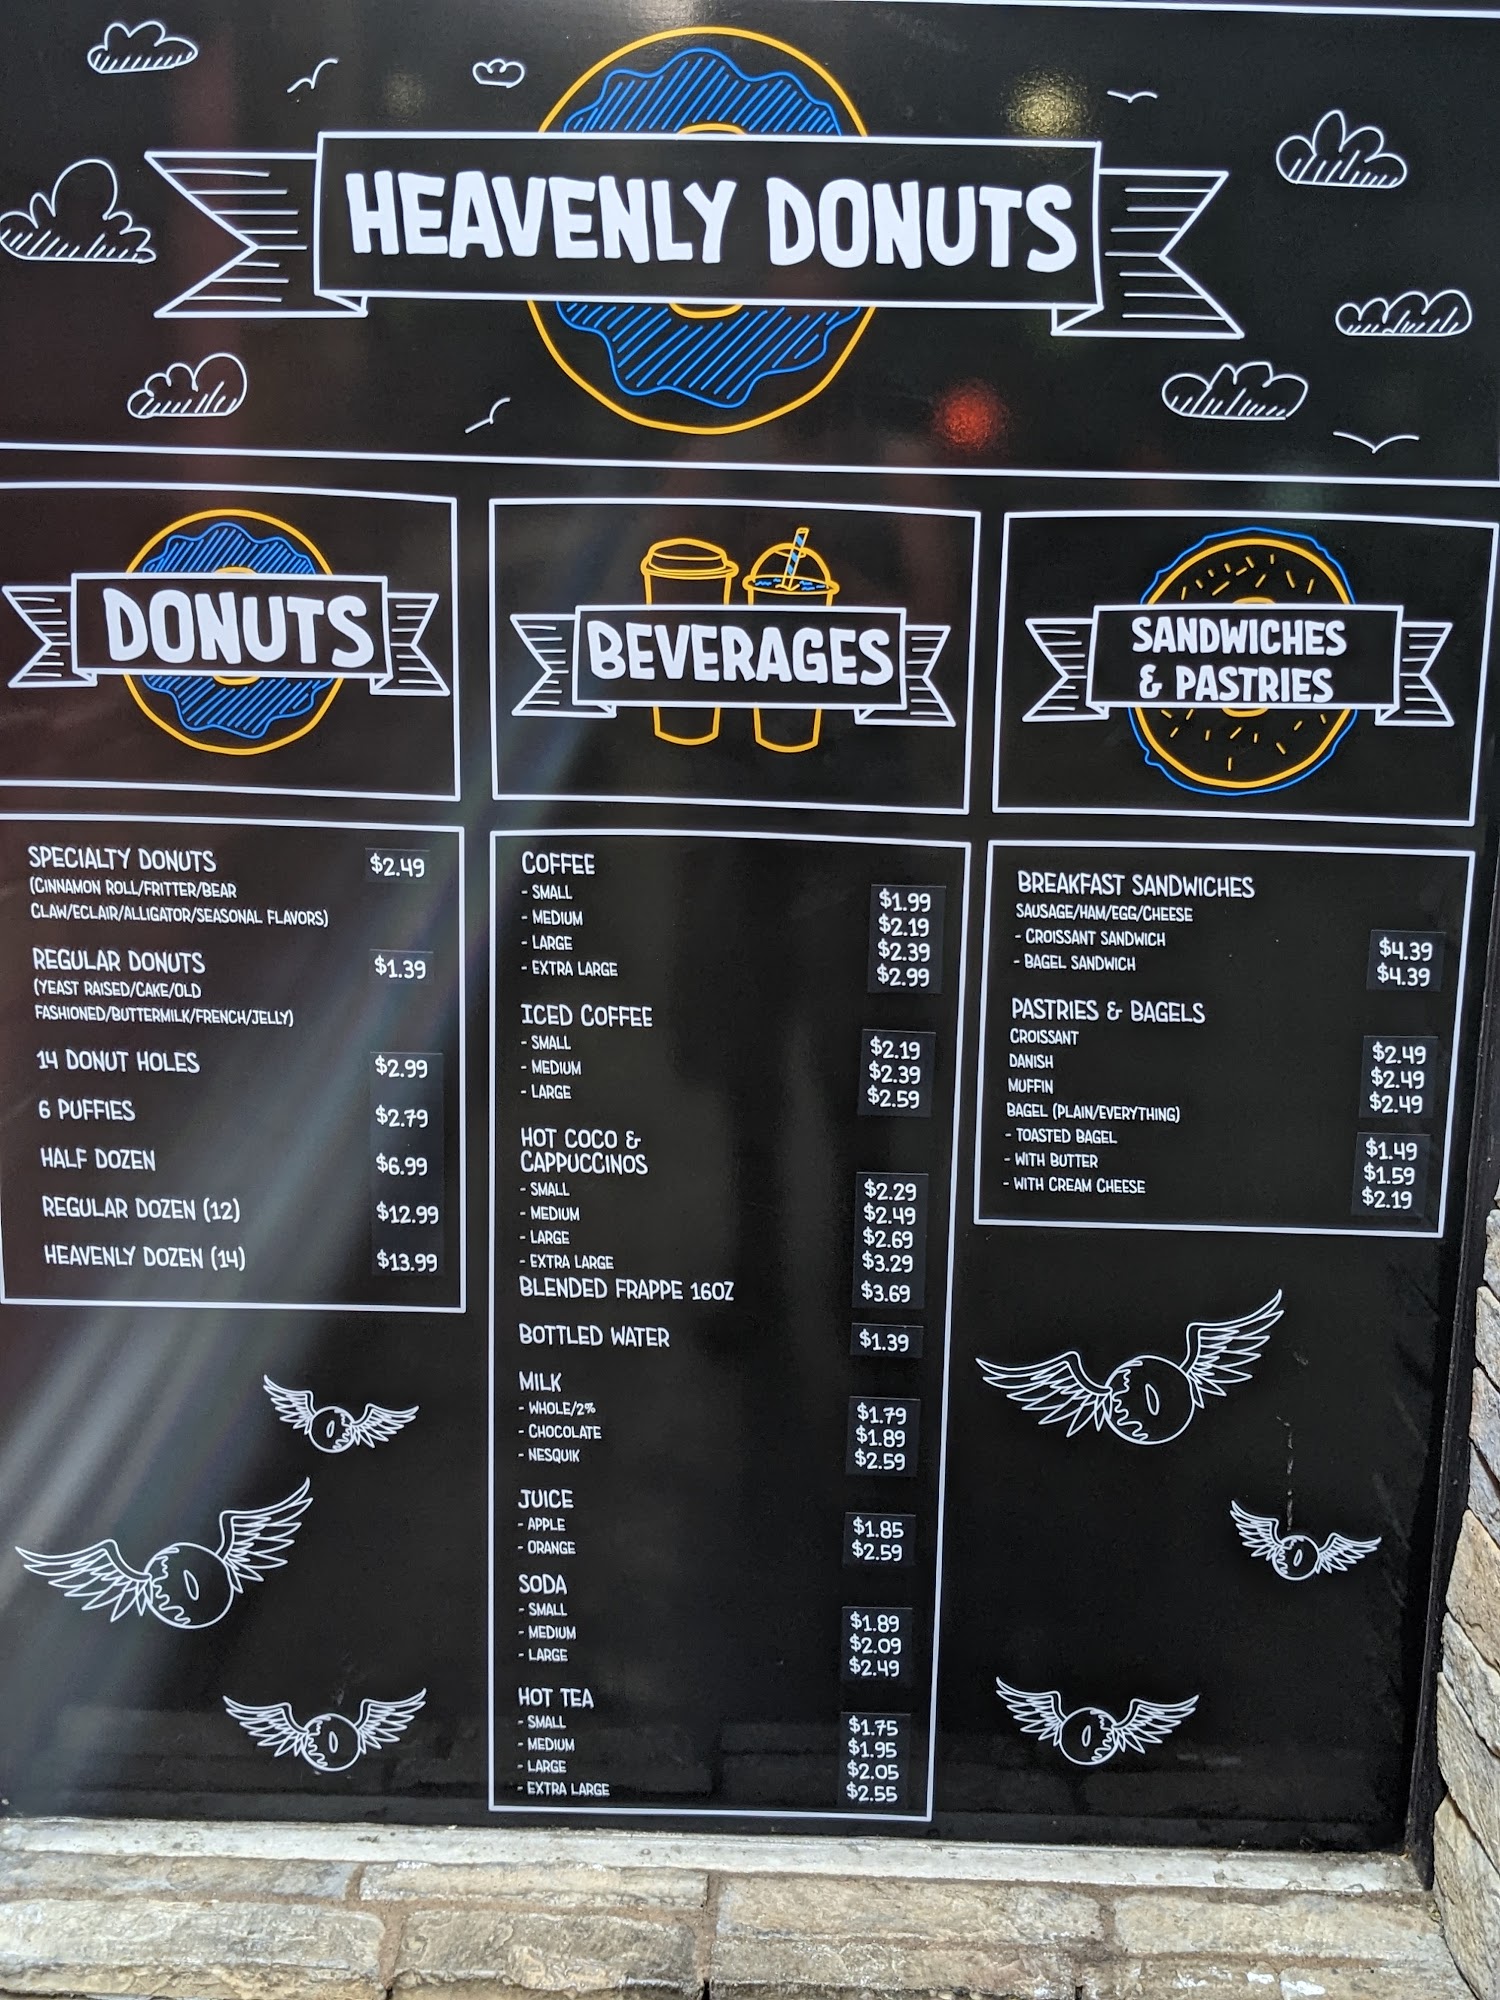 HEAVENLY DONUTS
DONUTS
SPECIALTY DONUTS $2.49
(CINNAMON ROLL/FRITTER/BEAR
CLAW/ECLAIR/ALLIGATOR/SEASONAL FLAVORS)
REGULAR DONUTS $1.39
(YEAST RAISED/CAKE/OLD
FASHIONED/BUTTERMILK/FRENCH/JELLY)
14 DONUT HOLES $2.99
6 PUFFIES $2.79
HALF DOZEN $6.99
REGULAR DOZEN (12) $12.99
HEAVENLY DOZEN (14) $13.99
BEVERAGES
COFFEE
- SMALL $1.99
- MEDIUM $2.19
- LARGE $2.39
- EXTRA LARGE $2.99
ICED COFFEE
- SMALL $2.19
- MEDIUM $2.39
- LARGE $2.59
HOT COCO &
CAPPUCCINOS
- SMALL $2.29
- MEDIUM $2.49
- LARGE $2.69
- EXTRA LARGE $3.29
BLENDED FRAPPE 16OZ $3.69
BOTTLED WATER $1.39
MILK
- WHOLE/2% $1.79
- CHOCOLATE $1.89
- NESQUIK $2.59
JUICE
- APPLE $1.85
- ORANGE $2.59
SODA
- SMALL $1.89
- MEDIUM $2.09
- LARGE $2.49
HOT TEA
- SMALL $1.75
- MEDIUM $1.95
- LARGE $2.05
- EXTRA LARGE $2.55
SANDWICHES
& PASTRIES
BREAKFAST SANDWICHES
SAUSAGE/HAM/EGG/CHEESE
- CROISSANT SANDWICH $4.39
- BAGEL SANDWICH $4.39
PASTRIES & BAGELS
CROISSANT $2.49
DANISH $2.49
MUFFIN $2.49
BAGEL (PLAIN/EVERYTHING)
- TOASTED BAGEL $1.49
- WITH BUTTER $1.59
- WITH CREAM CHEESE $2.19